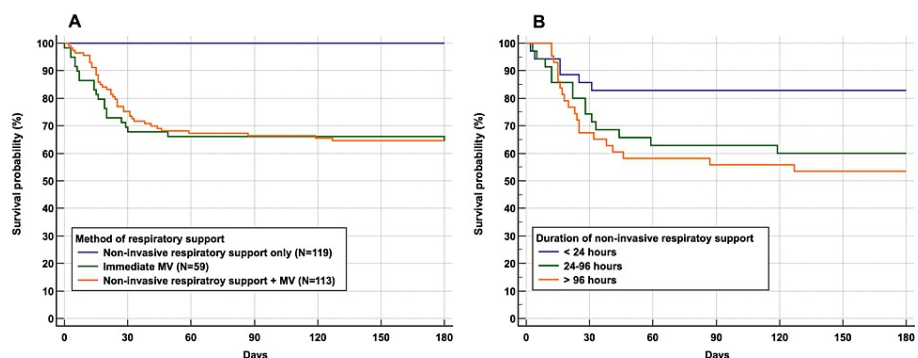 A
Survival probability (%)
100
90
80
70
60
50
40
30
20
10
0
Method of respiratory support
Non-invasive respiratory support only (N=119)
Immediate MV (N=59)
Non-invasive respiratroy support + MV (N=113)
0 30 60 90 120 150 180
Days
B
Survival probability (%)
100
90
80
70
60
50
40
30
20
10
0
Duration of non-invasive respiratoy support
< 24 hours
24-96 hours
> 96 hours
0 30 60 90 120 150 180
Days